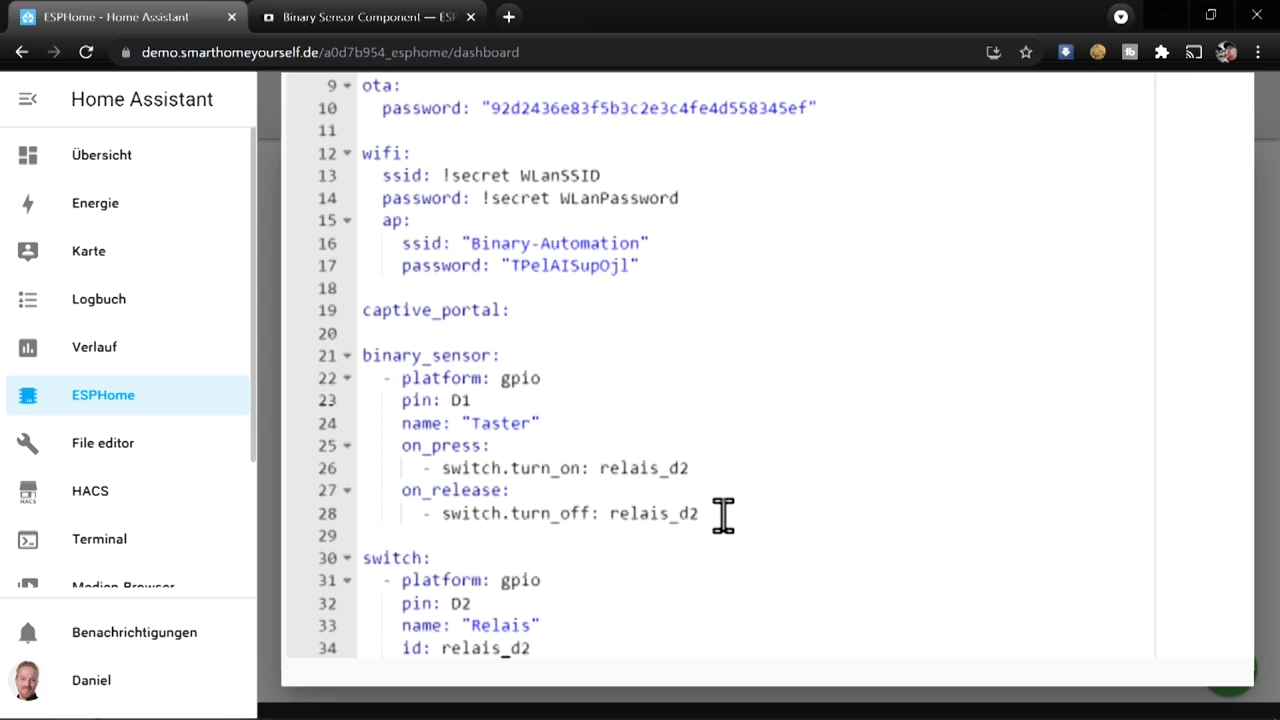 ESPHome - Home Assistant
Binary Sensor Component — ESP
demo.smarthomeyourself.de/a0d7b954_esphome/dashboard
Home Assistant
Übersicht
Energie
Karte
Logbuch
Verlauf
ESPHome
File editor
HACS
HACS
Terminal
Medien-Browser
Benachrichtigungen
Daniel
9 ota:
10 password: "92d2436e83f5b3c2e3c4fe4d558345ef"
11
12 wifi:
13 ssid: !secret WLanSSID
14 password: !secret WLanPassword
15 ap:
16 ssid: "Binary-Automation"
17 password: "TPelAISupOjl"
18
19 captive_portal:
20
21 binary_sensor:
22 - platform: gpio
23 pin: D1
24 name: "Taster"
25 on_press:
26 - switch.turn_on: relais_d2
27 on_release:
28 - switch.turn_off: relais_d2
29
30 switch:
31 - platform: gpio
32 pin: D2
33 name: "Relais"
34 id: relais_d2